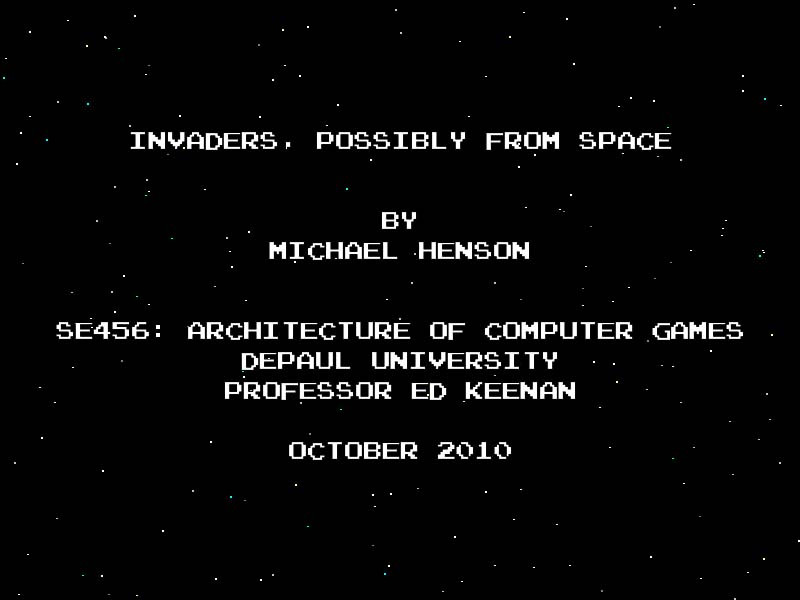 INVADERS, POSSIBLY FROM SPACE
BY
MICHAEL HENSON
SE456: ARCHITECTURE OF COMPUTER GAMES
DEPAUL UNIVERSITY
PROFESSOR ED KEENAN
OCTOBER 2010